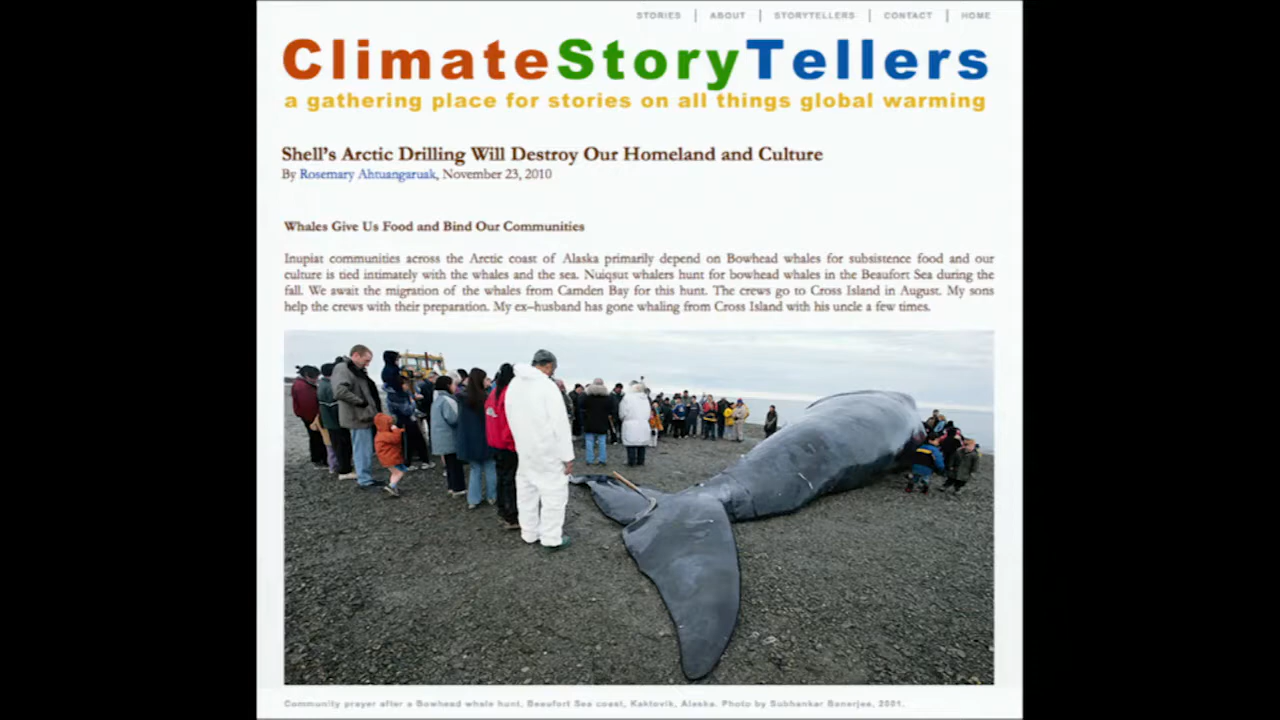 STORIES | ABOUT | STORYTELLERS | CONTACT | HOME
ClimateStoryTellers
a gathering place for stories on all things global warming
Shell's Arctic Drilling Will Destroy Our Homeland and Culture
By Rosemary Ahtuangaruak, November 23, 2010
Whales Give Us Food and Bind Our Communities
Inupiat communities across the Arctic coast of Alaska primarily depend on Bowhead whales for subsistence food and our
culture is tied intimately with the whales and the sea. Nuiqsut whalers hunt for bowhead whales in the Beaufort Sea during the
fall. We await the migration of the whales from Camden Bay for this hunt. The crews go to Cross Island in August. My sons
help the crews with their preparation. My ex–husband has gone whaling from Cross Island with his uncle a few times.
Community prayer after a Bowhead whale hunt, Beaufort Sea coast, Kaktovik, Alaska. Photo by Subhankar Banerjee, 2001.